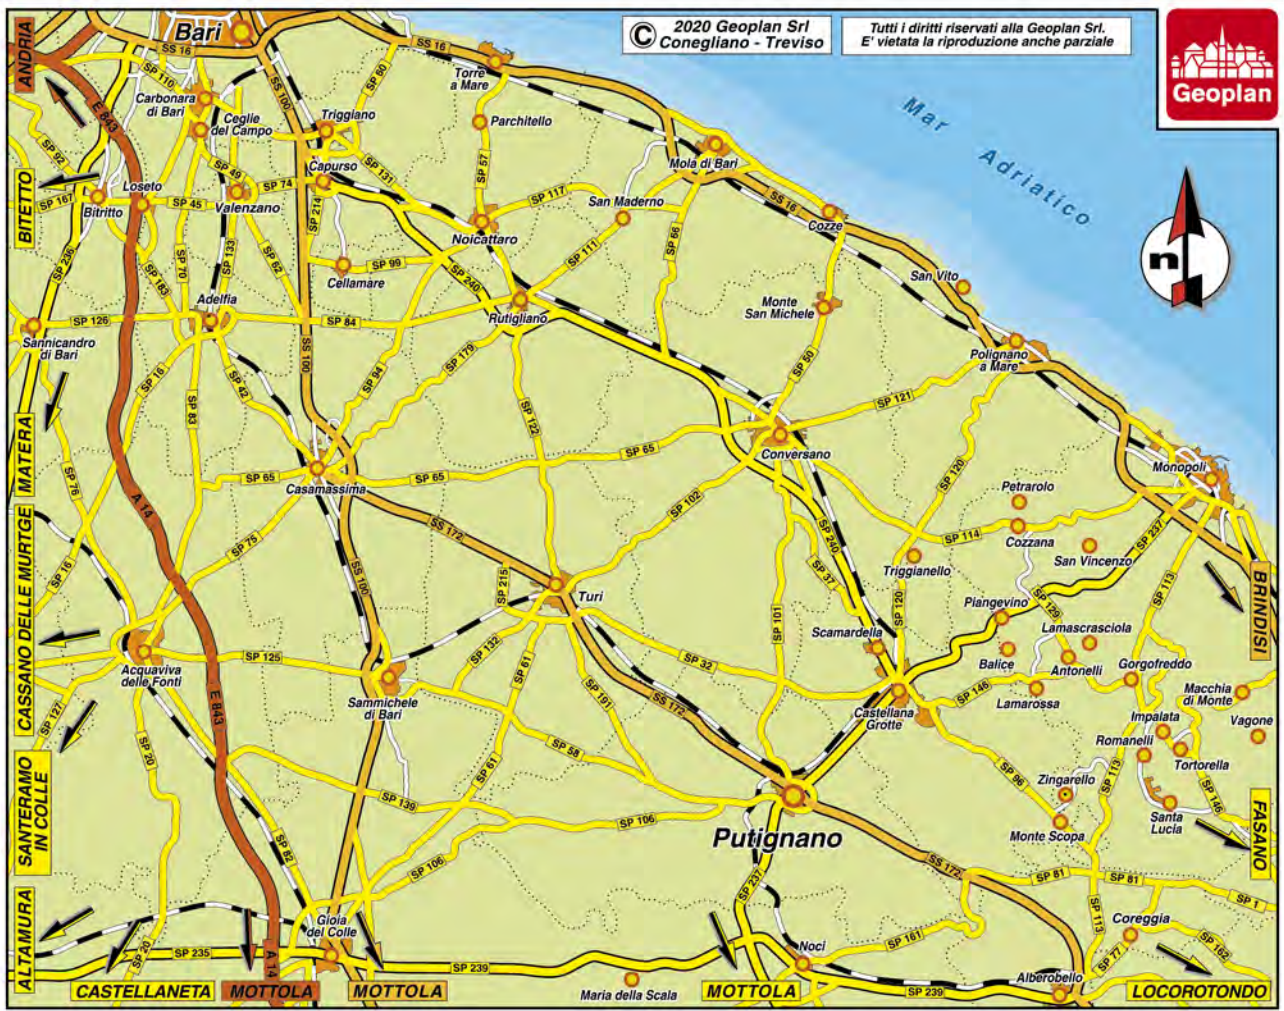 ANDRIA
Bari
SS 16
SS 16
SP 60
Torre
a Mare
© 2020 Geoplan Srl
Conegliano - Treviso
Tutti i diritti riservati alla Geoplan Srl.
E' vietata la riproduzione anche parziale
Geoplan
SP 110
SS 100
Carbonara
di Bari
E 843
Ceglie
del Campo
Triggiano
Parchitello
Mar Adriatico
SP 92
SP 57
Mola di Bari
BITETTO
SP 167
Bitritto
Loseto
SP 45
SP 49
Valenzano
SP 74
Capurso
SP 131
SP 214
SP 117
San Maderno
SS 16
Noicattaro
Cozze
SP 236
SP 183
SP 70
SP 133
SP 62
SP 99
Cellamare
SP 240
SP 111
SP 66
San Vito
n
Adelfia
Rutigliano
Monte
San Michele
SP 126
SP 84
Sannicandro
di Bari
SS 100
Polignano
a Mare
SP 16
SP 42
SP 94
SP 179
SP 50
SP 83
SP 122
SP 121
MATERA
SP 65
Casamassima
SP 65
SP 65
Conversano
SP 120
Monopoli
SP 76
A 14
Petrarolo
SP 102
SS 172
SP 240
SP 114
Cozzana
SP 237
San Vincenzo
CASSANO DELLE MURTGE
SP 75
SP 16
SS 100
SP 215
Turi
SP 37
Triggianello
SP 113
BRINDISI
SP 101
SP 120
Piangevino
SP 129
Lamascrasciola
Scamardella
Acquaviva
delle Fonti
SP 125
SP 132
SP 61
SP 32
Balice
Antonelli
Gorgofreddo
SP 127
E 843
Sammichele
di Bari
SP 191
SS 172
Castellana
Grotte
SP 146
Lamarossa
Macchia
di Monte
Impalata
Vagone
SP 20
SP 58
Romanelli
Tortorella
SANTERAMO
IN COLLE
SP 139
SP 61
SP 96
Zingarello
SP 113
SP 146
Santa
Lucia
Monte Scopa
FASANO
SP 82
SP 106
SP 106
Putignano
SS 172
SP 237
SP 81
SP 81
SP 1
ALTAMURA
Gioia
del Colle
SP 113
Coreggia
SP 20
SP 235
A 14
SP 239
SP 161
Noci
SP 162
SP 77
Maria della Scala
Alberobello
SP 239
CASTELLANETA
MOTTOLA
MOTTOLA
MOTTOLA
LOCOROTONDO